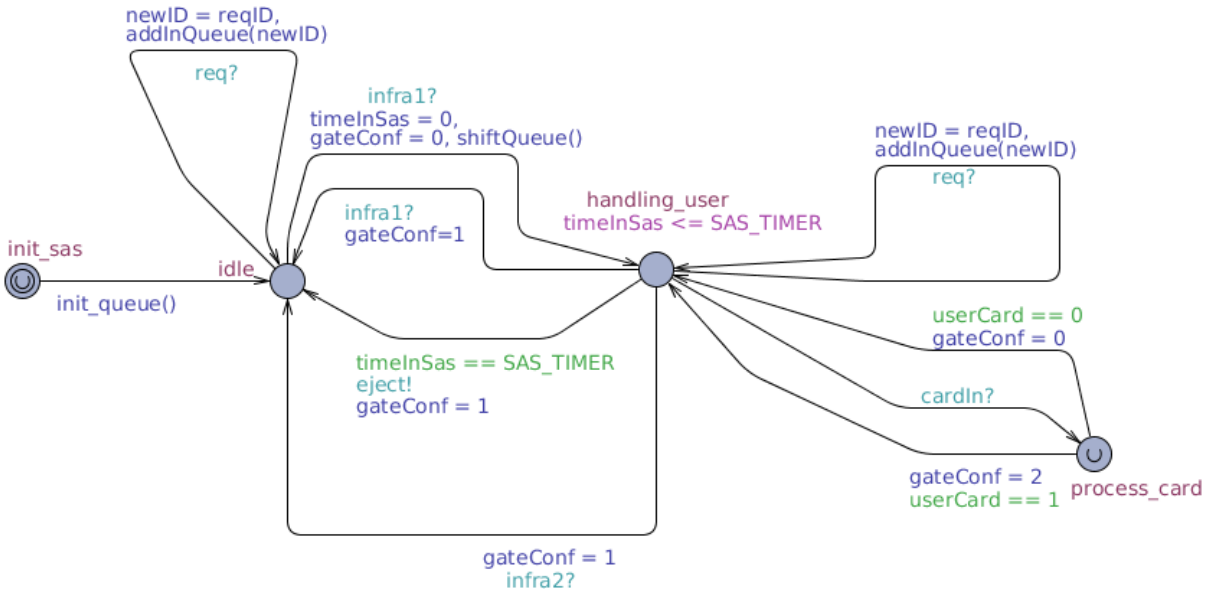 newID = reqID,
addInQueue(newID)
req?
infra1?
timeInSas = 0,
gateConf = 0, shiftQueue()
newID = reqID,
addInQueue(newID)
req?
handling_user
timeInSas <= SAS_TIMER
infra1?
gateConf=1
init_sas
idle
init_queue()
userCard == 0
gateConf = 0
timeInSas == SAS_TIMER
eject!
gateConf = 1
cardIn?
gateConf = 2
userCard == 1
process_card
gateConf = 1
infra2?